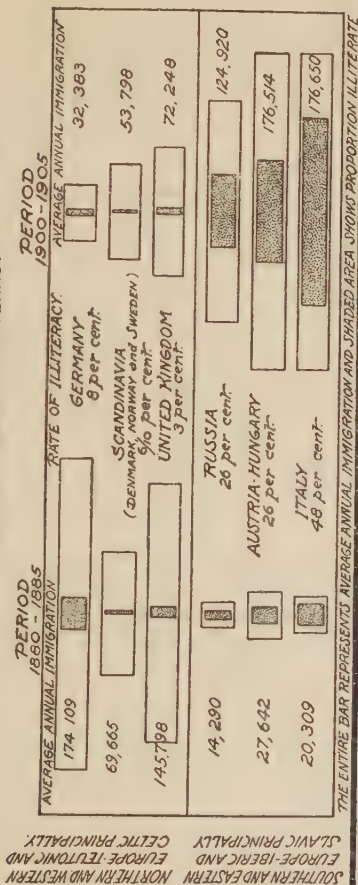 PERIOD
1880 - 1885
PERIOD
1900-1905
AVERAGE ANNUAL IMMIGRATION
RATE OF ILLITERACY.
AVERAGE ANNUAL IMMIGRATION
NORTHERN AND WESTERN
EUROPE-TEUTONIC AND
CELTIC PRINCIPALLY.
174 109
GERMANY
8 per cent.
32,383
69,665
SCANDINAVIA
(DENMARK, NORWAY and SWEDEN)
6/10 per cent.
53,798
145,798
UNITED KINGDOM
3 per cent.
72,248
SOUTHERN AND EASTERN
EUROPE-IBERIC AND
SLAVIC PRINCIPALLY
14,290
RUSSIA
26 per cent.
124,920
27,642
AUSTRIA-HUNGARY
26 per cent.
176,514
20,309
ITALY
48 per cent.
176,650
THE ENTIRE BAR REPRESENTS AVERAGE ANNUAL IMMIGRATION AND SHADED AREA SHOWS PROPORTION ILLITERATE